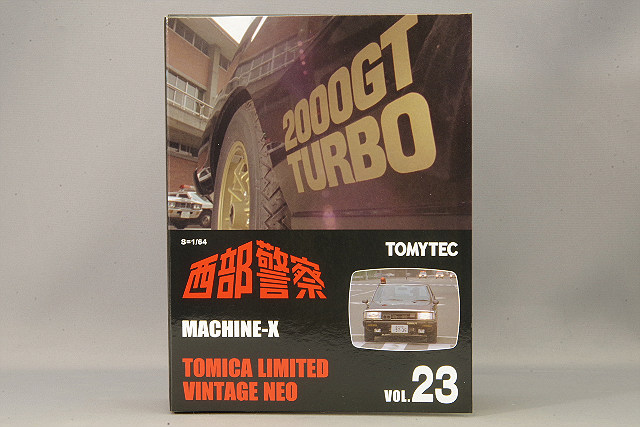 2000GT
TURBO
S=1/64
西部警察
TOMYTEC
MACHINE-X
TOMICA LIMITED
VINTAGE NEO
VOL.23